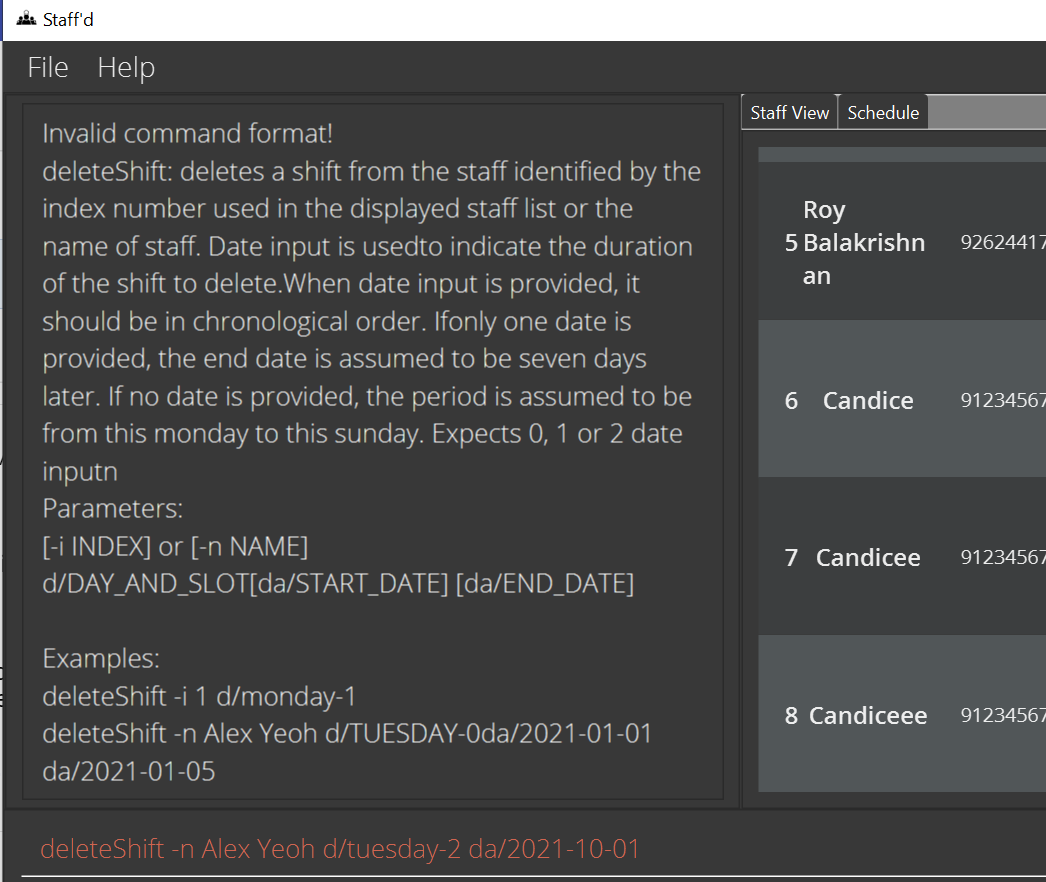 Staff'd
File Help
Invalid command format!
deleteShift: deletes a shift from the staff identified by the
index number used in the displayed staff list or the
name of staff. Date input is usedto indicate the duration
of the shift to delete.When date input is provided, it
should be in chronological order. Ifonly one date is
provided, the end date is assumed to be seven days
later. If no date is provided, the period is assumed to be
from this monday to this sunday. Expects 0, 1 or 2 date
inputn
Parameters:
[-i INDEX] or [-n NAME]
d/DAY_AND_SLOT[da/START_DATE] [da/END_DATE]
Examples:
deleteShift -i 1 d/monday-1
deleteShift -n Alex Yeoh d/TUESDAY-0da/2021-01-01
da/2021-01-05
Staff View Schedule
Roy
5 Balakrishn 92624417
an
6 Candice 91234567
7 Candicee 91234567
8 Candiceee 91234567
deleteShift -n Alex Yeoh d/tuesday-2 da/2021-10-01